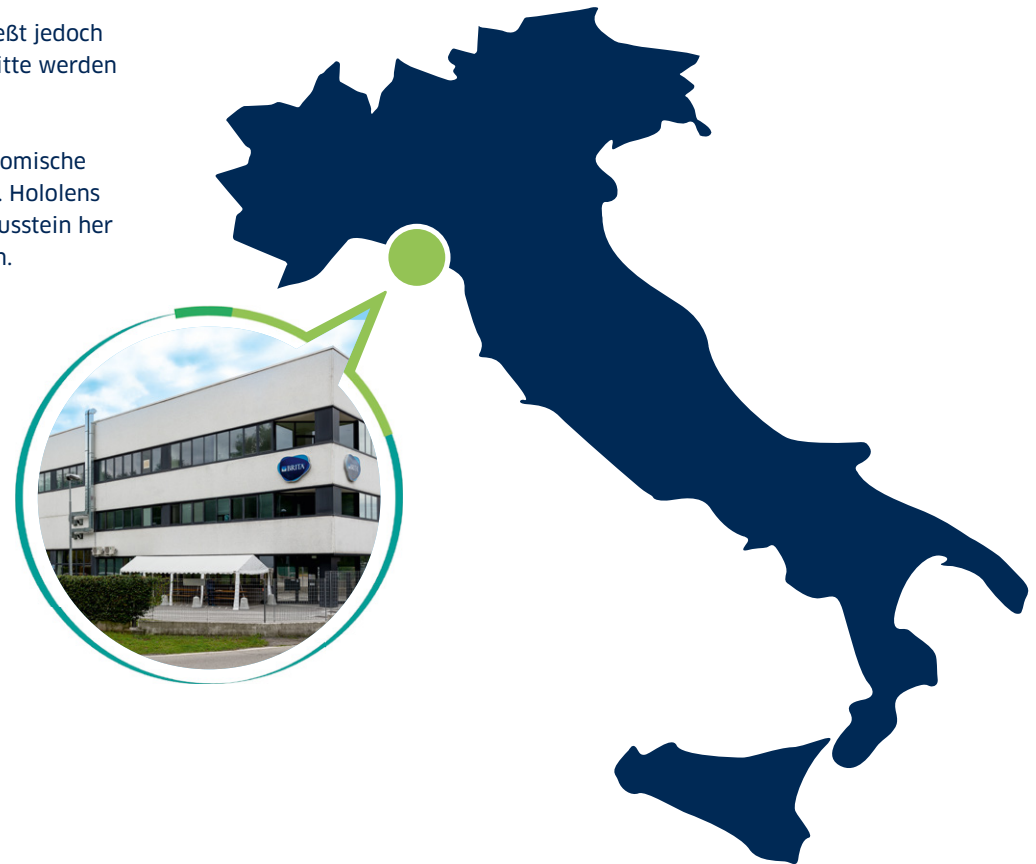 eßt jedoch
itte werden
omische
. Hololens
usstein her
n.
BRITA